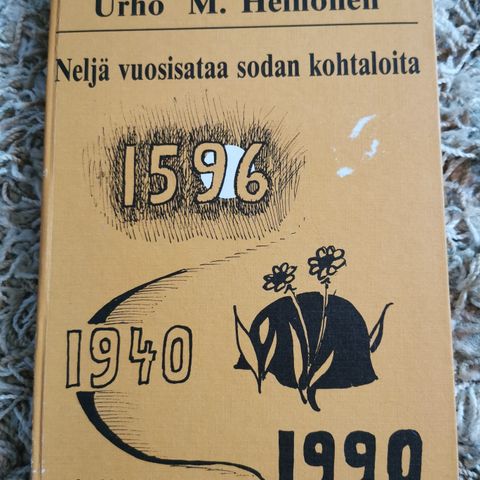 Urho M. Heinonen
Neljä vuosisataa sodan kohtaloita
1596
1940
1990